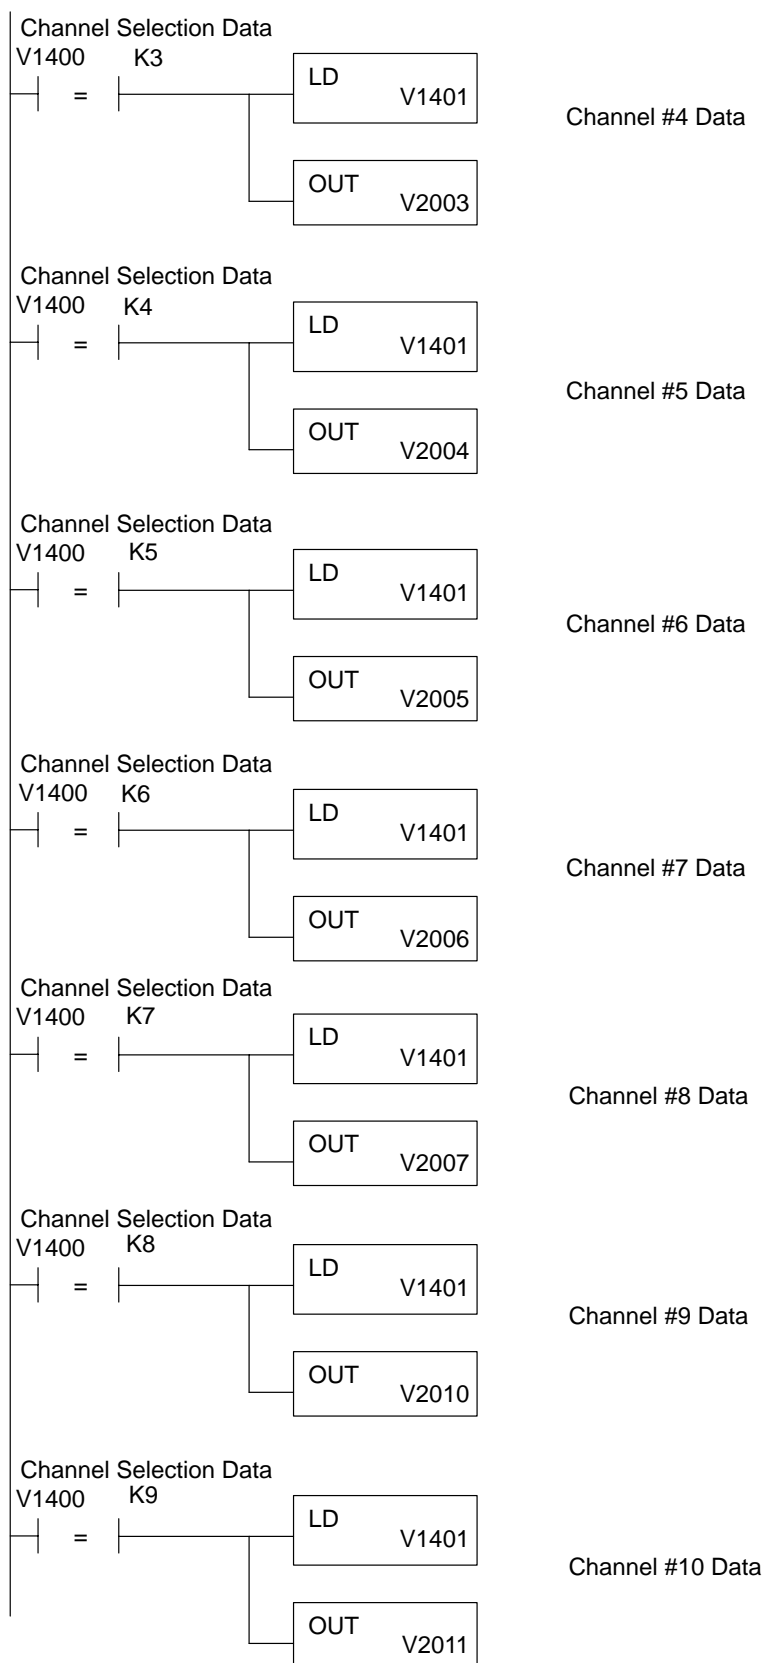 Channel Selection Data
V1400 K3
=
LD
V1401
Channel #4 Data
OUT
V2003
Channel Selection Data
V1400 K4
=
LD
V1401
Channel #5 Data
OUT
V2004
Channel Selection Data
V1400 K5
=
LD
V1401
Channel #6 Data
OUT
V2005
Channel Selection Data
V1400 K6
=
LD
V1401
Channel #7 Data
OUT
V2006
Channel Selection Data
V1400 K7
=
LD
V1401
Channel #8 Data
OUT
V2007
Channel Selection Data
V1400 K8
=
LD
V1401
Channel #9 Data
OUT
V2010
Channel Selection Data
V1400 K9
=
LD
V1401
Channel #10 Data
OUT
V2011